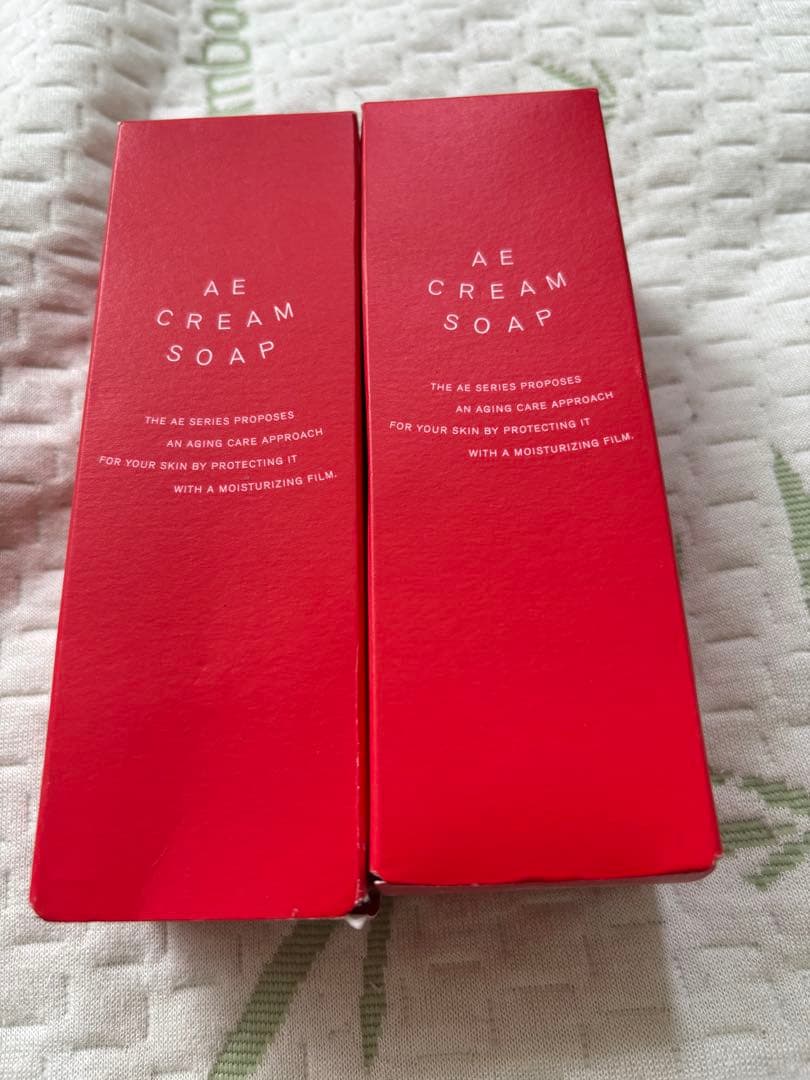 AE
CREAM
SOAP
THE AE SERIES PROPOSES
AN AGING CARE APPROACH
FOR YOUR SKIN BY PROTECTING IT
WITH A MOISTURIZING FILM.
AE
CREAM
SOAP
THE AE SERIES PROPOSES
AN AGING CARE APPROACH
FOR YOUR SKIN BY PROTECTING IT
WITH A MOISTURIZING FILM.